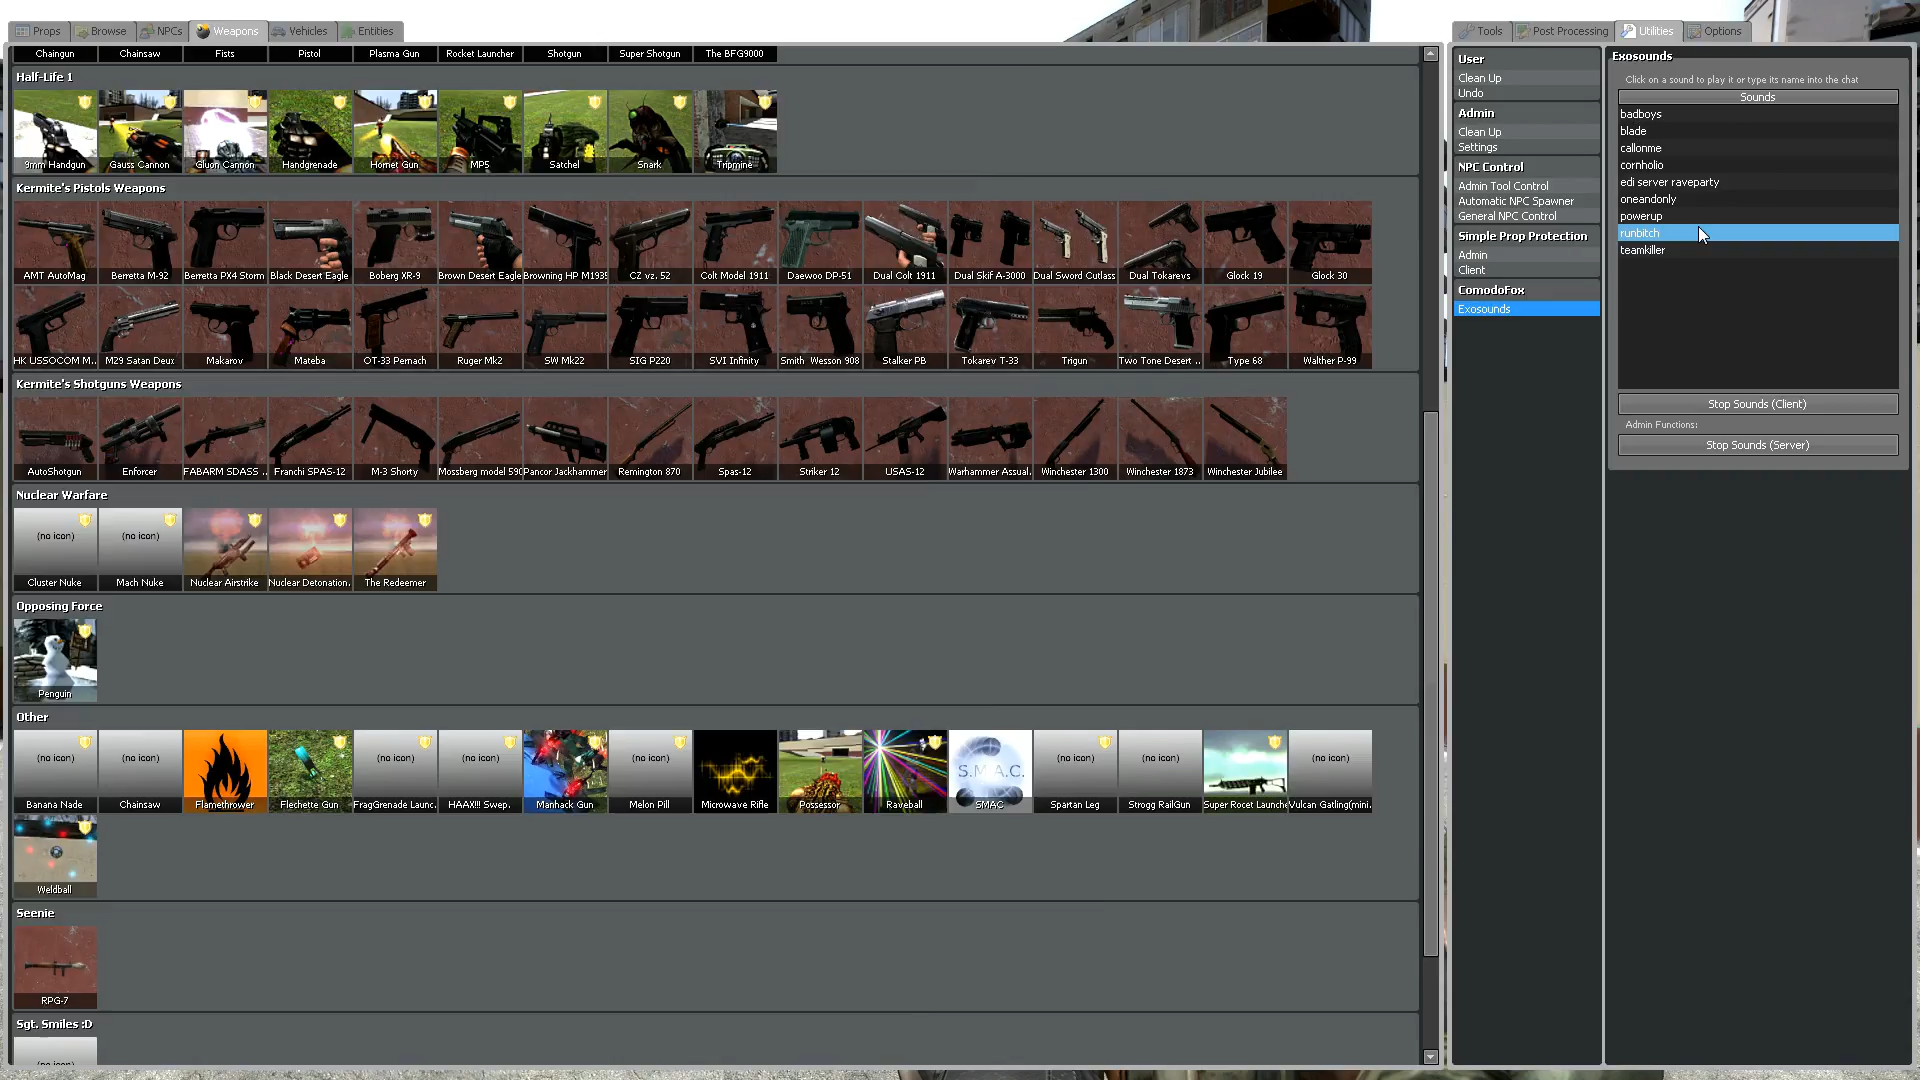 Props Browse NPCs Weapons Vehicles Entities
Chaingun Chainsaw Fists Pistol Plasma Gun Rocket Launcher Shotgun Super Shotgun The BFG9000
Half-Life 1
9mm Handgun Gauss Cannon Gluon Cannon Handgrenade Hornet Gun MP5 Satchel Snark Tripmine
Kermite's Pistols Weapons
AMT AutoMag Berretta M-92 Berretta PX4 Storm Black Desert Eagle Boberg XR-9 Brown Desert Eagle Browning HP M1935 CZ vz. 52 Colt Model 1911 Daewoo DP-51 Dual Colt 1911 Dual Skif A-3000 Dual Sword Cutlass Dual Tokarevs Glock 19 Glock 30
HK USSOCOM M... M29 Satan Deux Makarov Mateba OT-33 Pernach Ruger Mk2 SW Mk22 SIG P220 SVI Infinity Smith Wesson 908 Stalker PB Tokarev T-33 Trigun Two Tone Desert ... Type 68 Walther P-99
Kermite's Shotguns Weapons
AutoShotgun Enforcer FABARM SDASS ... Franchi SPAS-12 M-3 Shorty Mossberg model 590 Pancor Jackhammer Remington 870 Spas-12 Striker 12 USAS-12 Warhammer Assual... Winchester 1300 Winchester 1873 Winchester Jubilee
Nuclear Warfare
(no icon) (no icon)
Cluster Nuke Mach Nuke Nuclear Airstrike Nuclear Detonation... The Redeemer
Opposing Force
Penguin
Other
(no icon) (no icon) (no icon) (no icon) (no icon) S.M.A.C. (no icon) (no icon) (no icon)
Banana Nade Chainsaw Flamethrower Flechette Gun FragGrenade Launc... HAAX!!! Swep. Manhack Gun Melon Pill Microwave Rifle Possessor Raveball SMAC Spartan Leg Strogg RailGun Super Rocet Launche Vulcan Gatling(mini...
Weldball
Seenie
RPG-7
Sgt. Smiles :D
(no icon)
Tools Post Processing Utilities Options
User
Clean Up
Undo
Admin
Clean Up
Settings
NPC Control
Admin Tool Control
Automatic NPC Spawner
General NPC Control
Simple Prop Protection
Admin
Client
ComodoFox
Exosounds
Exosounds
Click on a sound to play it or type its name into the chat
Sounds
badboys
blade
callonme
cornholio
edi server raveparty
oneandonly
powerup
runbitch
teamkiller
Stop Sounds (Client)
Admin Functions:
Stop Sounds (Server)